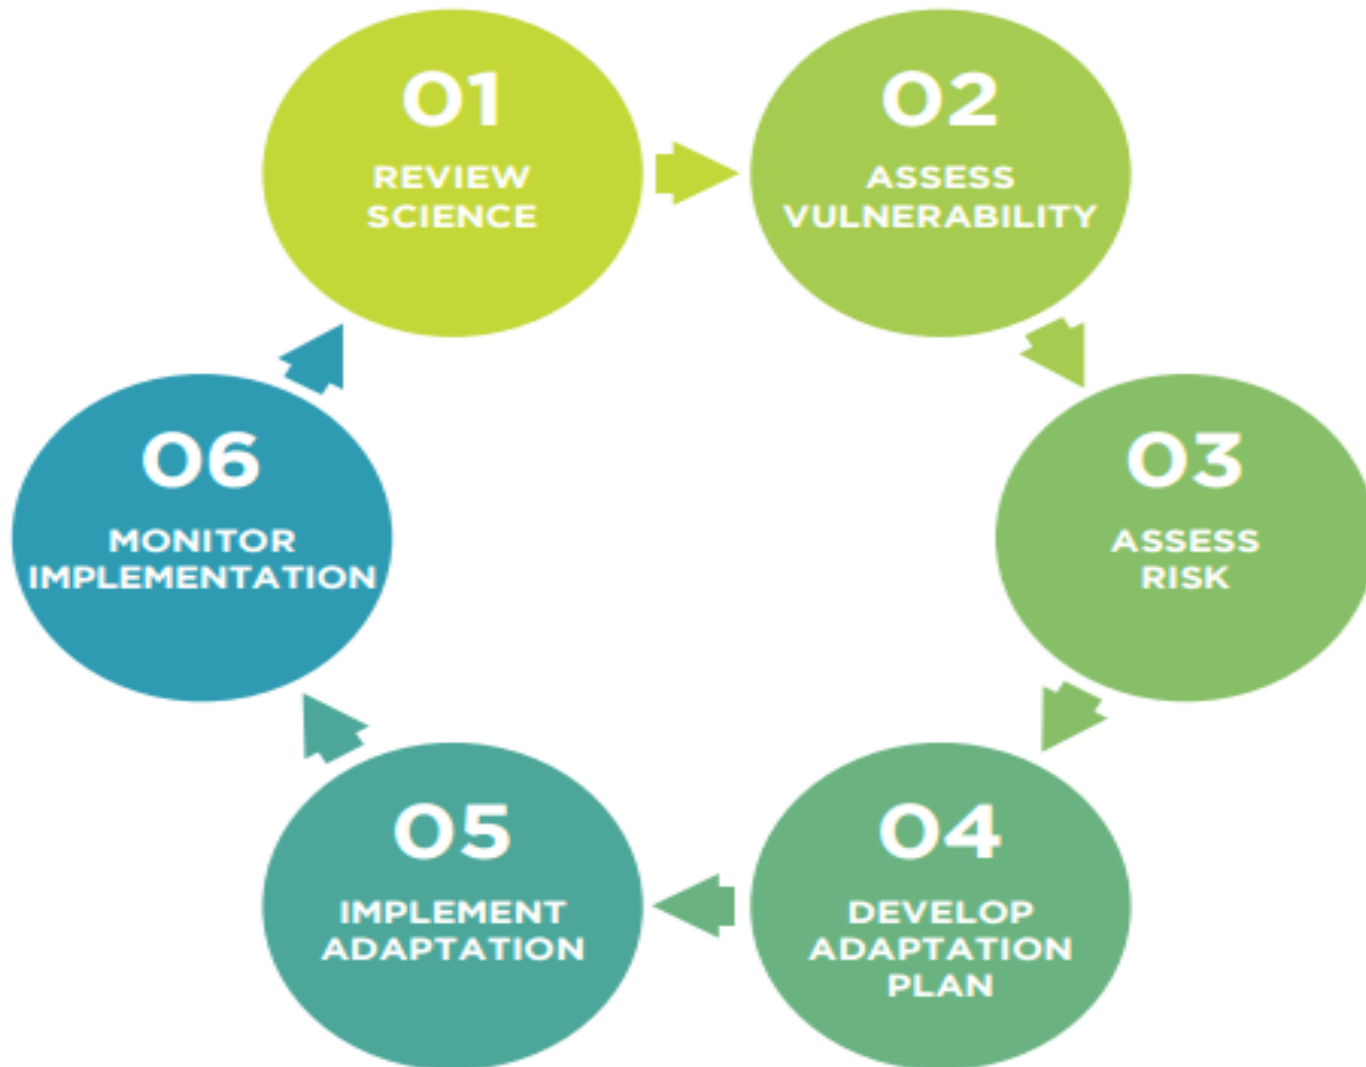 01
REVIEW
SCIENCE
02
ASSESS
VULNERABILITY
03
ASSESS
RISK
04
DEVELOP
ADAPTATION
PLAN
05
IMPLEMENT
ADAPTATION
06
MONITOR
IMPLEMENTATION